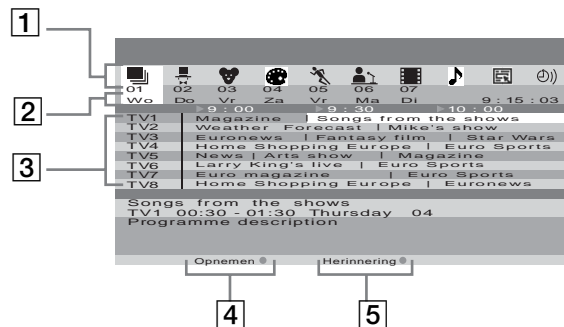 1
01 02 03 04 05 06 07
2
Wo Do Vr Za Vr Ma Di 9:15:03
9:00 9:30 10:00
3
TV1 Magazine | Songs from the shows
TV2 Weather Forecast | Mike's show
TV3 Euronews | Fantasy film | Star Wars
TV4 Home Shopping Europe | Euro Sports
TV5 News | Arts show | Magazine
TV6 Larry King's live | Euro Sports
TV7 Euro magazine | Euro Sports
TV8 Home Shopping Europe | Euronews
Songs from the shows
TV1 00:30 - 01:30 Thursday 04
Programme description
Opnemen Herinnering
4 5